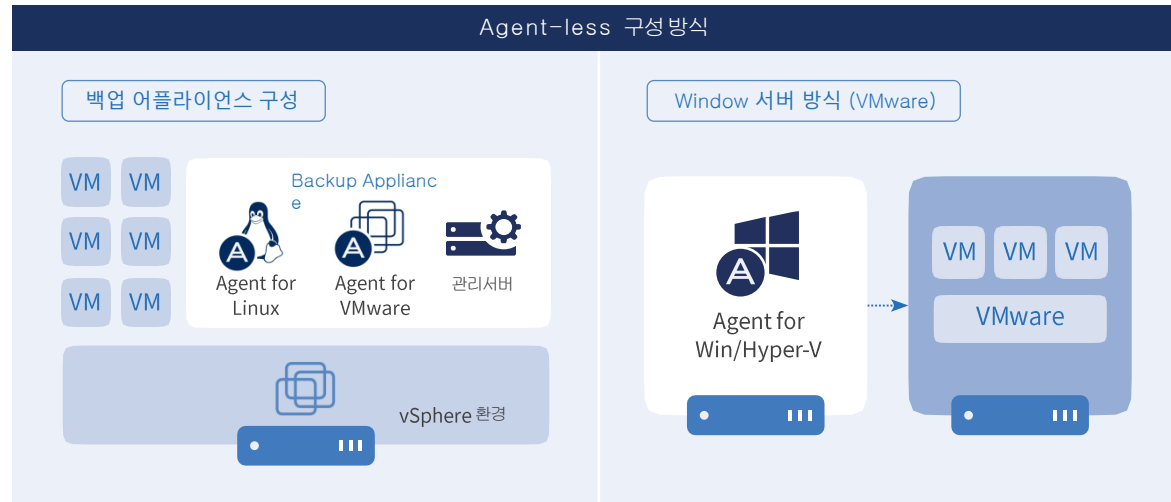 Agent-less 구성 방식
백업 어플라이언스 구성
VM VM
VM VM
VM VM
Backup Applianc
e
Agent for
Linux
Agent for
VMware
관리서버
vSphere 환경
Window 서버 방식 (VMware)
Agent for
Win/Hyper-V
VM VM VM
VMware